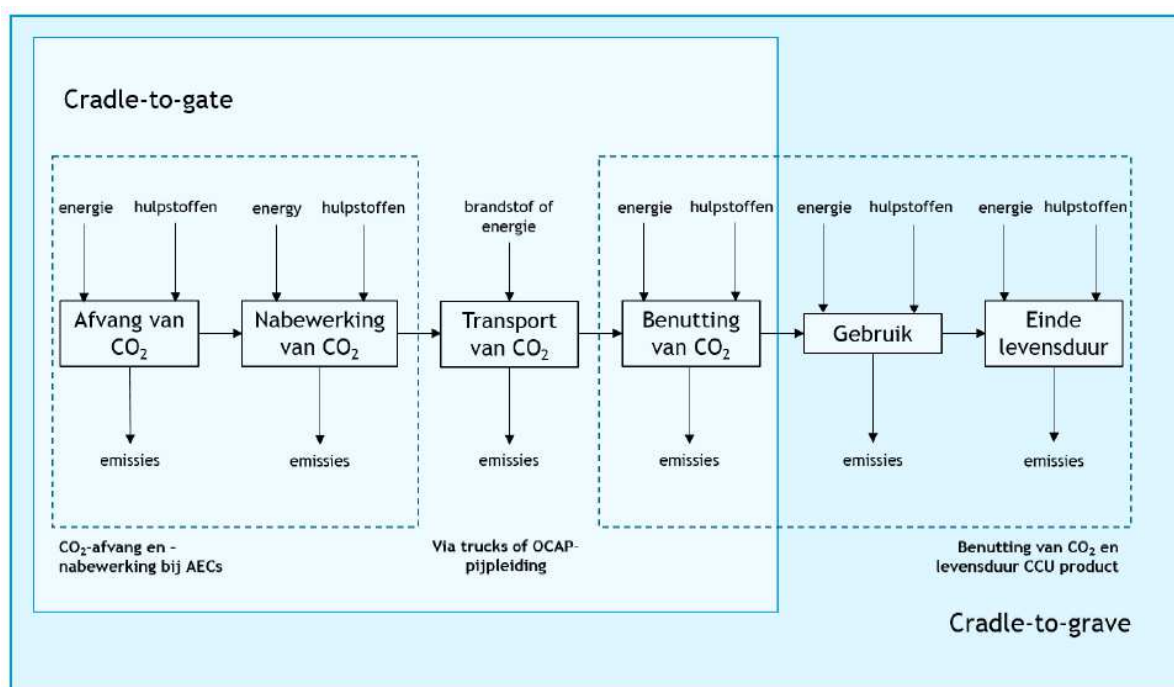 Cradle-to-gate
energie hulpstoffen
energy hulpstoffen
brandstof of
energie
energie hulpstoffen
energie hulpstoffen
energie hulpstoffen
Afvang van
CO₂
Nabewerking
van CO₂
Transport
van CO₂
Benutting
van CO₂
Gebruik
Einde
levensduur
emissies
emissies
emissies
emissies
emissies
emissies
CO₂-afvang en -
nabewerking bij AECs
Via trucks of OCAP-
pijpleiding
Benutting van CO₂ en
levensduur CCU product
Cradle-to-grave